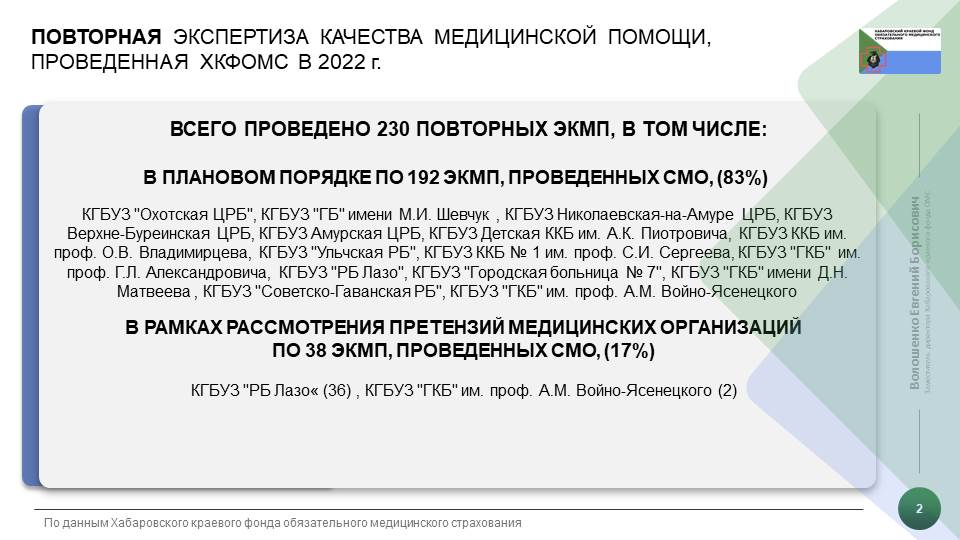 ПОВТОРНАЯ ЭКСПЕРТИЗА КАЧЕСТВА МЕДИЦИНСКОЙ ПОМОЩИ,
ПРОВЕДЕННАЯ ХКФОМС В 2022 г.
ХАБАРОВСКИЙ КРАЕВОЙ ФОНД
ОБЯЗАТЕЛЬНОГО МЕДИЦИНСКОГО
СТРАХОВАНИЯ
ВСЕГО ПРОВЕДЕНО 230 ПОВТОРНЫХ ЭКМП, В ТОМ ЧИСЛЕ:
В ПЛАНОВОМ ПОРЯДКЕ ПО 192 ЭКМП, ПРОВЕДЕННЫХ СМО, (83%)
КГБУЗ "Охотская ЦРБ", КГБУЗ "ГБ" имени М.И. Шевчук , КГБУЗ Николаевская-на-Амуре ЦРБ, КГБУЗ
Верхне-Буреинская ЦРБ, КГБУЗ Амурская ЦРБ, КГБУЗ Детская ККБ им. А.К. Пиотровича, КГБУЗ ККБ им.
проф. О.В. Владимирцева, КГБУЗ "Ульчская РБ", КГБУЗ ККБ № 1 им. проф. С.И. Сергеева, КГБУЗ "ГКБ" им.
проф. Г.Л. Александровича, КГБУЗ "РБ Лазо", КГБУЗ "Городская больница № 7", КГБУЗ "ГКБ" имени Д.Н.
Матвеева , КГБУЗ "Советско-Гаванская РБ", КГБУЗ "ГКБ" им. проф. А.М. Войно-Ясенецкого
В РАМКАХ РАССМОТРЕНИЯ ПРЕТЕНЗИЙ МЕДИЦИНСКИХ ОРГАНИЗАЦИЙ
ПО 38 ЭКМП, ПРОВЕДЕННЫХ СМО, (17%)
КГБУЗ "РБ Лазо« (36) , КГБУЗ "ГКБ" им. проф. А.М. Войно-Ясенецкого (2)
Волошенко Евгений Борисович
Заместитель директора Хабаровского краевого фонда ОМС
2
По данным Хабаровского краевого фонда обязательного медицинского страхования